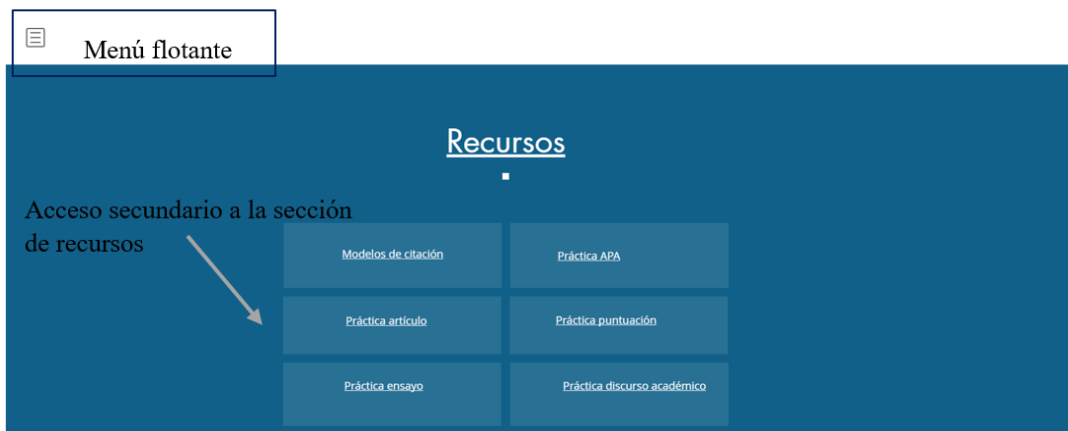 Menú flotante
Recursos
Acceso secundario a la sección
de recursos
Modelos de citación
Práctica APA
Práctica artículo
Práctica puntuación
Práctica ensayo
Práctica discurso académico